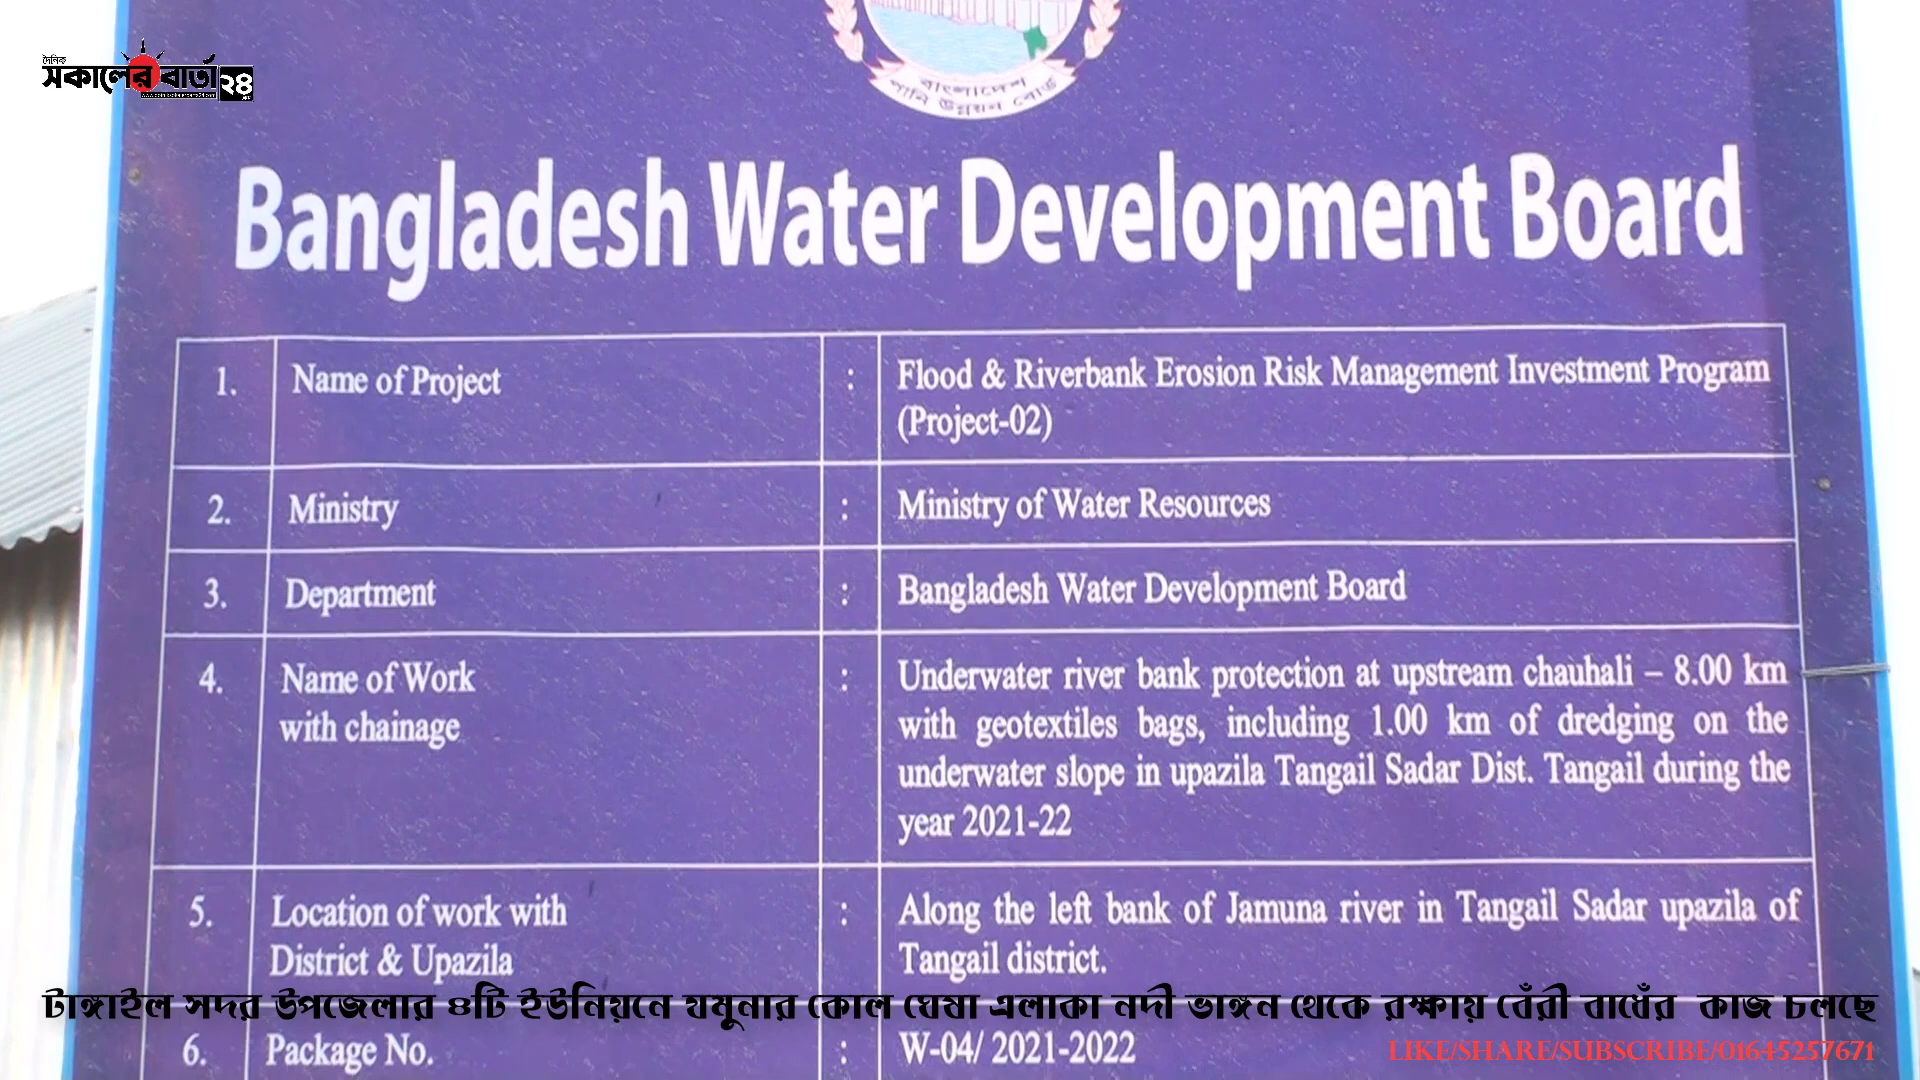 দৈনিক
সকালের বার্তা ২৪
বাংলাদেশ
পানি উন্নয়ন বোর্ড
Bangladesh Water Development Board
1. Name of Project : Flood & Riverbank Erosion Risk Management Investment Program
(Project-02)
2. Ministry : Ministry of Water Resources
3. Department : Bangladesh Water Development Board
4. Name of Work : Underwater river bank protection at upstream chauhali – 8.00 km
with chainage with geotextiles bags, including 1.00 km of dredging on the
underwater slope in upazila Tangail Sadar Dist. Tangail during the
year 2021-22
5. Location of work with : Along the left bank of Jamuna river in Tangail Sadar upazila of
District & Upazila Tangail district.
টাঙ্গাইল সদর উপজেলার ৪টি ইউনিয়নে যমুনার কোল ঘেষা এলাকা নদী ভাঙ্গন থেকে রক্ষায় বেঁরী বাধেঁর কাজ চলছে
6. Package No. : W-04/ 2021-2022
LIKE/SHARE/SUBSCRIBE/01645257671